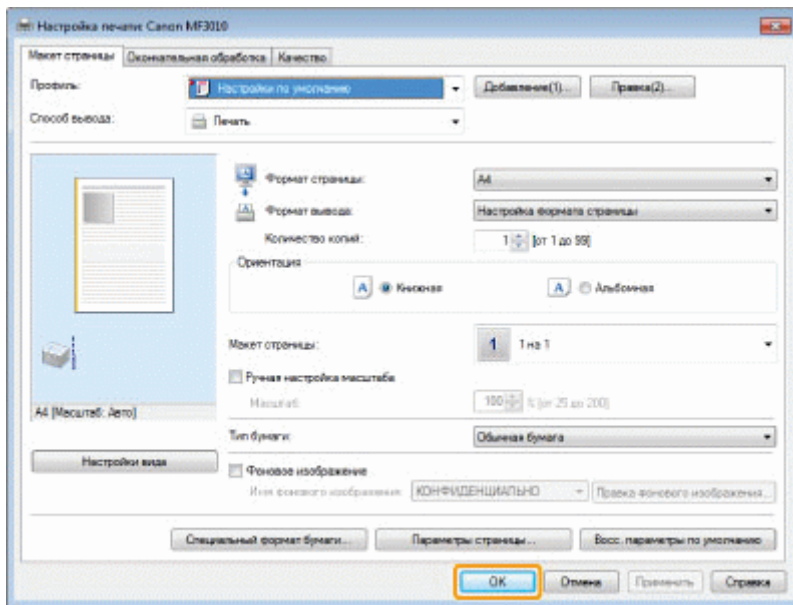 Настройка печати: Canon MF3010
Макет страницы Окончательная обработка Качество
Профиль: Настройки по умолчанию Добавление(1)... Правка(2)...
Способ вывода: Печать
Формат страницы: A4
Формат вывода: Настройка формата страницы
Количество копий: 1 [от 1 до 99]
Ориентация
A Книжная A Альбомная
Макет страницы: 1 1 на 1
Ручная настройка масштаба
Масштаб: 100 % [от 25 до 200]
A4 [Масштаб: Авто]
Тип бумаги: Обычная бумага
Настройки вида
Фоновое изображение
Имя фонового изображения: КОНФИДЕНЦИАЛЬНО Правка фонового изображения...
Специальный формат бумаги... Параметры страницы... Восс. параметры по умолчанию
OK Отмена Применить Справка